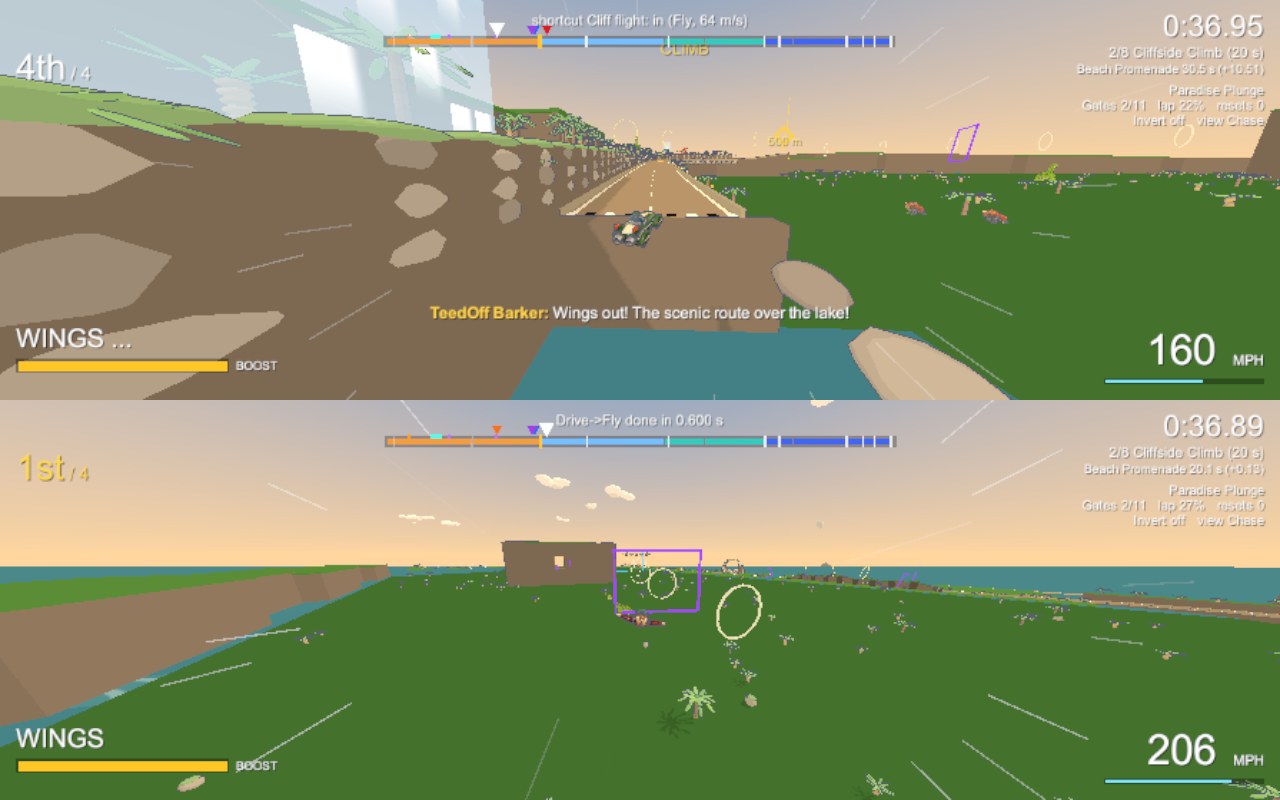 shortcut Cliff flight: in (Fly, 64 m/s)
CLIMB
0:36.95
4th / 4
2/8 Cliffside Climb (20 s)
Beach Promenade 30.5 s (+10.51)
Paradise Plunge
Gates 2/11 lap 22% resets 0
Invert off view Chase
500 m
TeedOff Barker: Wings out! The scenic route over the lake!
WINGS ...
BOOST
160 MPH
Drive->Fly done in 0.600 s
0:36.89
1st / 4
2/8 Cliffside Climb (20 s)
Beach Promenade 20.1 s (+0.13)
Paradise Plunge
Gates 2/11 lap 27% resets 0
Invert off view Chase
WINGS
BOOST
206 MPH